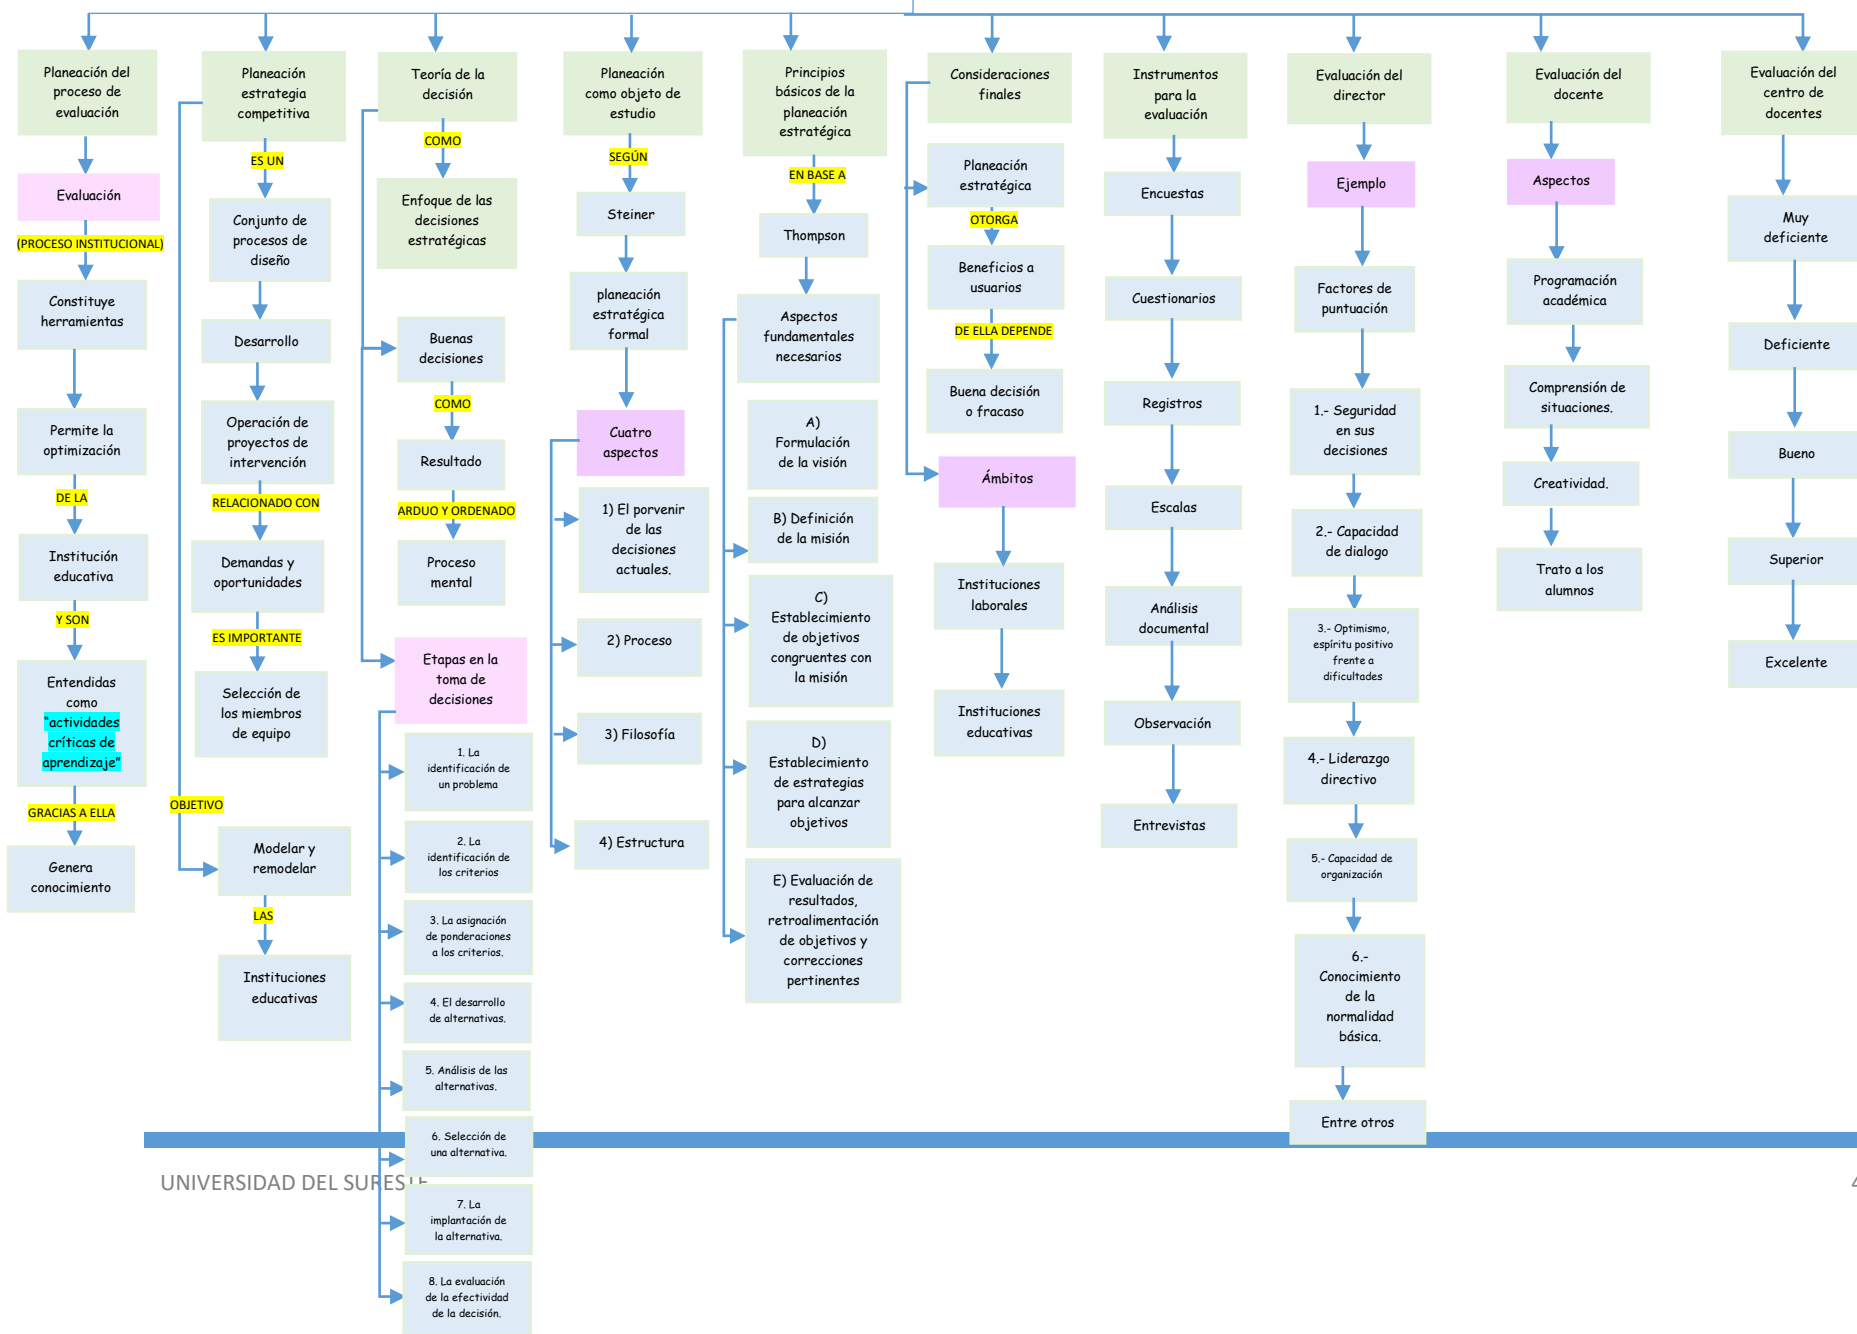 Planeación del
proceso de
evaluación
Evaluación
(PROCESO INSTITUCIONAL)
Constituye
herramientas
Permite la
optimización
DE LA
Institución
educativa
Y SON
Entendidas
como
“actividades
críticas de
aprendizaje”
GRACIAS A ELLA
Genera
conocimiento
Planeación
estrategia
competitiva
ES UN
Conjunto de
procesos de
diseño
Desarrollo
Operación de
proyectos de
intervención
RELACIONADO CON
Demandas y
oportunidades
ES IMPORTANTE
Selección de
los miembros
de equipo
OBJETIVO
Modelar y
remodelar
LAS
Instituciones
educativas
Teoría de la
decisión
COMO
Enfoque de las
decisiones
estratégicas
Buenas
decisiones
COMO
Resultado
ARDUO Y ORDENADO
Proceso
mental
Etapas en la
toma de
decisiones
1. La
identificación de
un problema
2. La
identificación de
los criterios
3. La asignación
de ponderaciones
a los criterios.
4. El desarrollo
de alternativas.
5. Análisis de las
alternativas.
6. Selección de
una alternativa.
7. La
implantación de
la alternativa.
8. La evaluación
de la efectividad
de la decisión.
Planeación
como objeto de
estudio
SEGÚN
Steiner
planeación
estratégica
formal
Cuatro
aspectos
1) El porvenir
de las
decisiones
actuales.
2) Proceso
3) Filosofía
4) Estructura
Principios
básicos de la
planeación
estratégica
EN BASE A
Thompson
Aspectos
fundamentales
necesarios
A)
Formulación
de la visión
B) Definición
de la misión
C)
Establecimiento
de objetivos
congruentes con
la misión
D)
Establecimiento
de estrategias
para alcanzar
objetivos
E) Evaluación de
resultados,
retroalimentación
de objetivos y
correcciones
pertinentes
Consideraciones
finales
Planeación
estratégica
OTORGA
Beneficios a
usuarios
DE ELLA DEPENDE
Buena decisión
o fracaso
Ámbitos
Instituciones
laborales
Instituciones
educativas
Instrumentos
para la
evaluación
Encuestas
Cuestionarios
Registros
Escalas
Análisis
documental
Observación
Entrevistas
Evaluación del
director
Ejemplo
Factores de
puntuación
1.- Seguridad
en sus
decisiones
2.- Capacidad
de dialogo
3.- Optimismo,
espíritu positivo
frente a
dificultades
4.- Liderazgo
directivo
5.- Capacidad de
organización
6.-
Conocimiento
de la
normalidad
básica.
Entre otros
Evaluación del
docente
Aspectos
Programación
académica
Comprensión de
situaciones.
Creatividad.
Trato a los
alumnos
Evaluación del
centro de
docentes
Muy
deficiente
Deficiente
Bueno
Superior
Excelente
UNIVERSIDAD DEL SURESTE
4